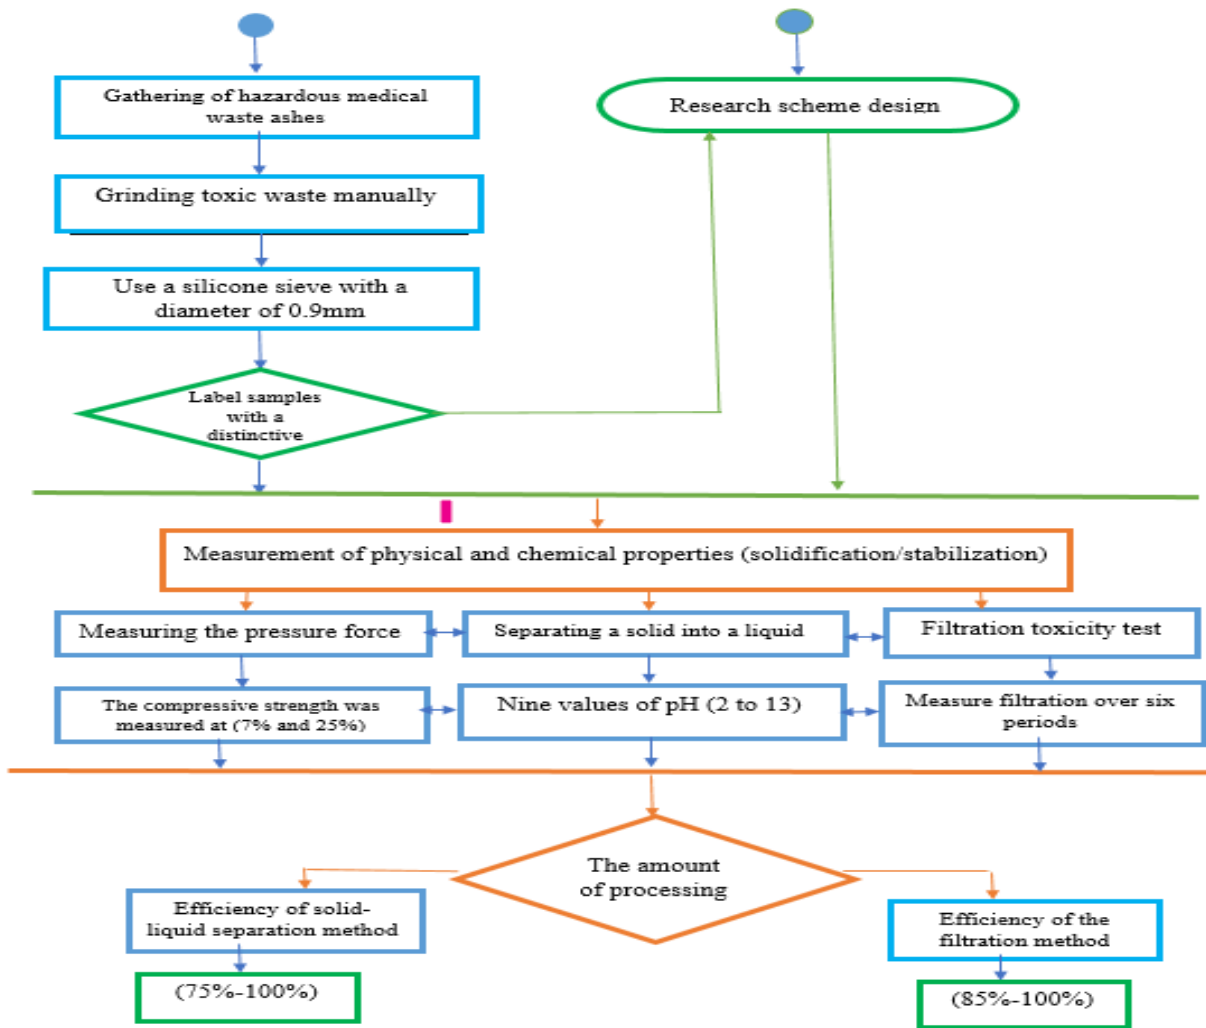 Gathering of hazardous medical
waste ashes
Research scheme design
Grinding toxic waste manually
Use a silicone sieve with a
diameter of 0.9mm
Label samples
with a
distinctive
Measurement of physical and chemical properties (solidification/stabilization)
Measuring the pressure force
Separating a solid into a liquid
Filtration toxicity test
The compressive strength was
measured at (7% and 25%)
Nine values of pH (2 to 13)
Measure filtration over six
periods
The amount
of processing
Efficiency of solid-
liquid separation method
Efficiency of the
filtration method
(75%-100%)
(85%-100%)